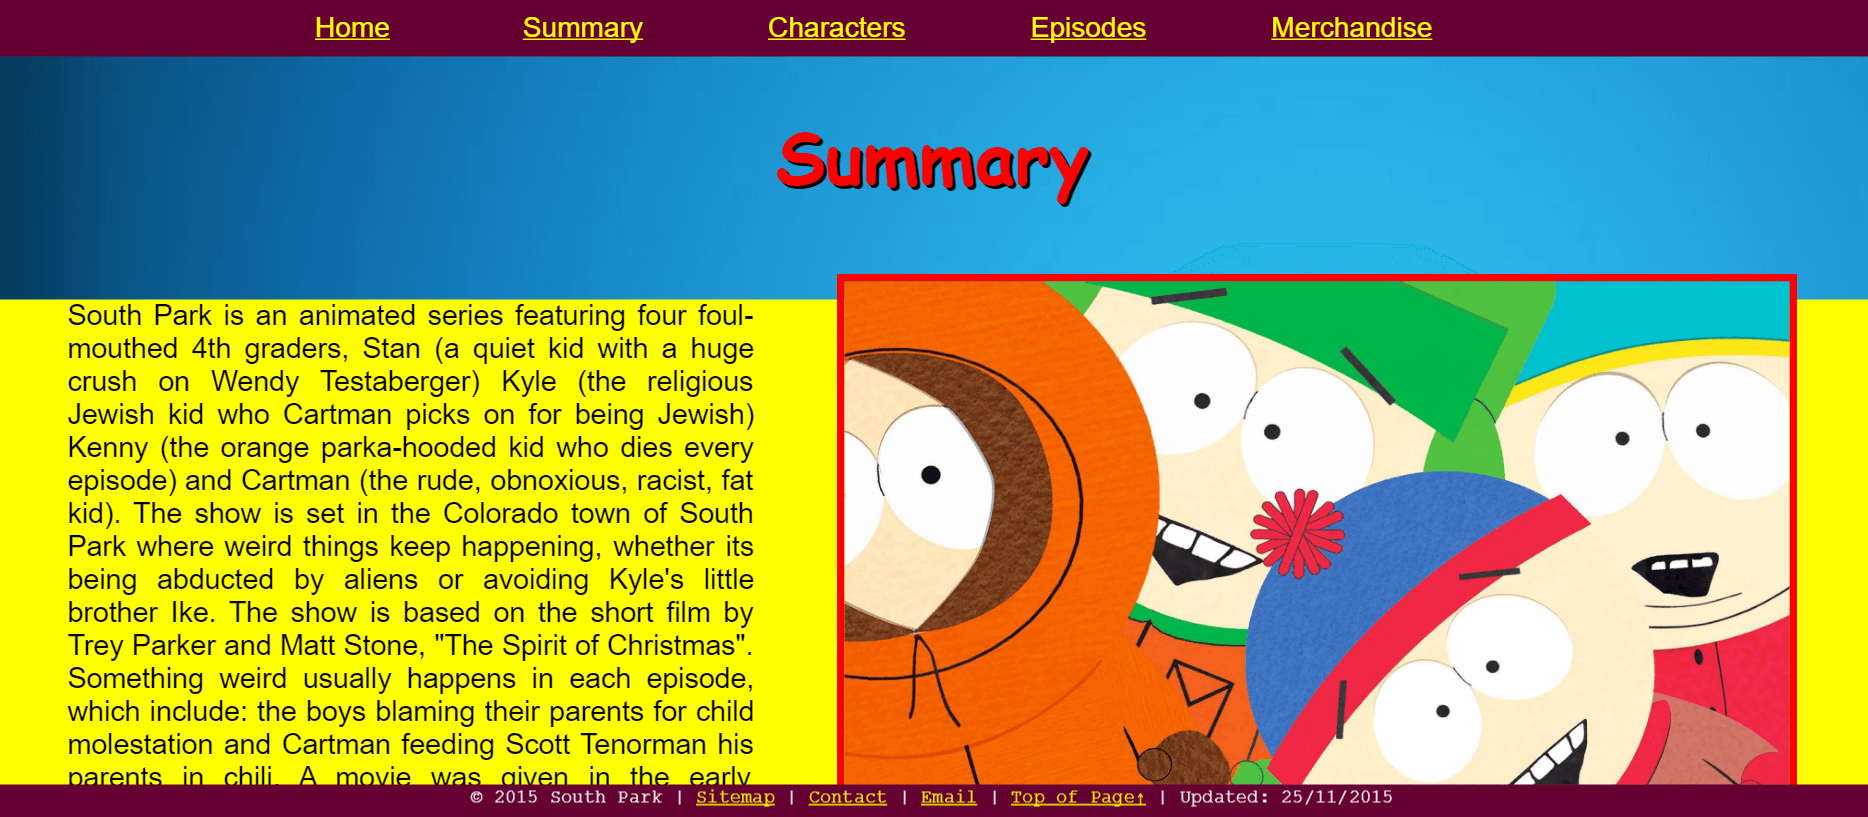 Home Summary Characters Episodes Merchandise
Summary
South Park is an animated series featuring four foul-
mouthed 4th graders, Stan (a quiet kid with a huge
crush on Wendy Testaberger) Kyle (the religious
Jewish kid who Cartman picks on for being Jewish)
Kenny (the orange parka-hooded kid who dies every
episode) and Cartman (the rude, obnoxious, racist, fat
kid). The show is set in the Colorado town of South
Park where weird things keep happening, whether its
being abducted by aliens or avoiding Kyle's little
brother Ike. The show is based on the short film by
Trey Parker and Matt Stone, "The Spirit of Christmas".
Something weird usually happens in each episode,
which include: the boys blaming their parents for child
molestation and Cartman feeding Scott Tenorman his
parents in chili. A movie was given in the early
© 2015 South Park | Sitemap | Contact | Email | Top of Page↑ | Updated: 25/11/2015